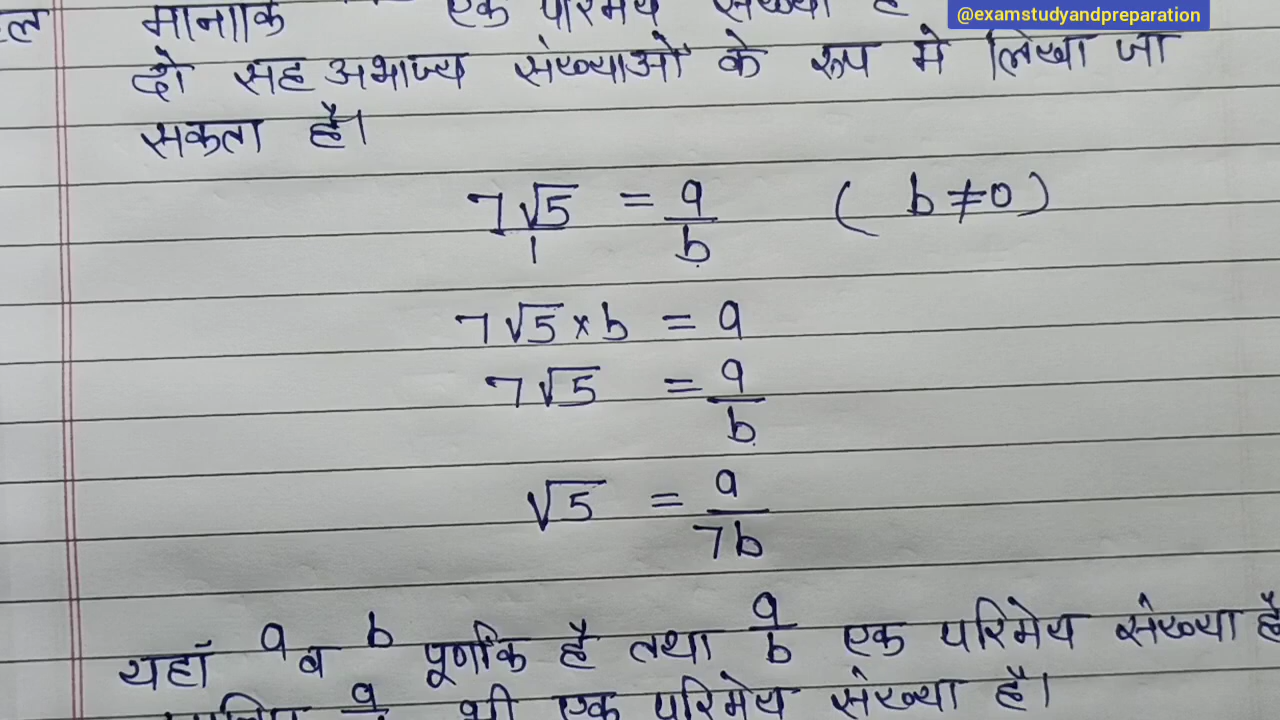 @examstudyandpreparation
हल मानाकि एक परिमेय संख्या है
दो सह अभाज्य संख्याओं के रूप मे लिखा जा
सकता है।
7√5/1 = a/b ( b≠0 )
7√5×b = a
7√5 = a/b
√5 = a/7b
यहाँ a व b पूर्णांक है तथा a/b एक परिमेय संख्या है
भी एक परिमेय संख्या है।